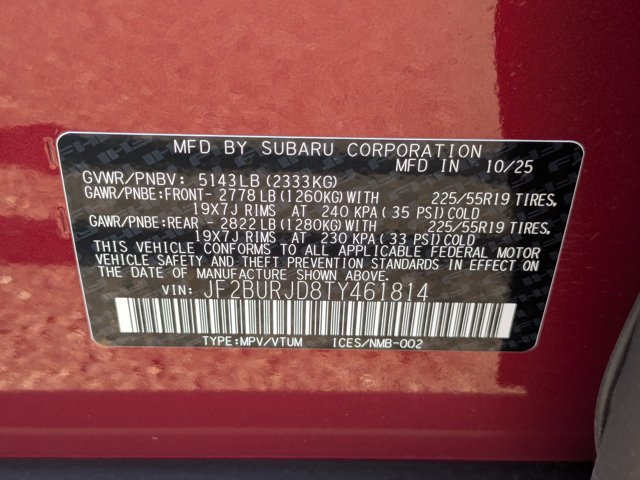 MFD BY SUBARU CORPORATION
MFD IN 10/25
GVWR/PNBV: 5143LB (2333KG)
GAWR/PNBE:FRONT- 2778 LB (1260KG) WITH 225/55R19 TIRES,
19X7J RIMS AT 240 KPA (35 PSI) COLD
GAWR/PNBE:REAR - 2822 LB (1280KG) WITH 225/55R19 TIRES,
19X7J RIMS AT 230 KPA (33 PSI) COLD
THIS VEHICLE CONFORMS TO ALL APPLICABLE FEDERAL MOTOR
VEHICLE SAFETY AND THEFT PREVENTION STANDARDS IN EFFECT
ON THE DATE OF MANUFACTURE SHOWN ABOVE.
VIN: JF2BURJD8TY461814
TYPE:MPV/VTUM ICES/NMB-002